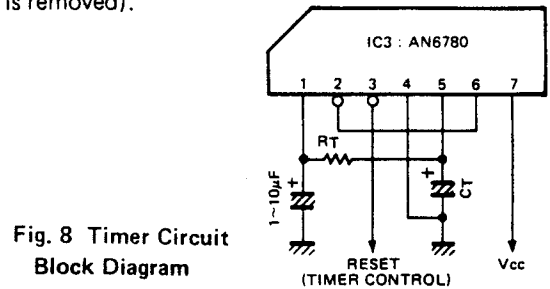 is removed).
IC3 : AN6780
1 2 3 4 5 6 7
RT
+ +
1~10µF
CT
Fig. 8 Timer Circuit
Block Diagram
RESET
(TIMER CONTROL)
Vcc